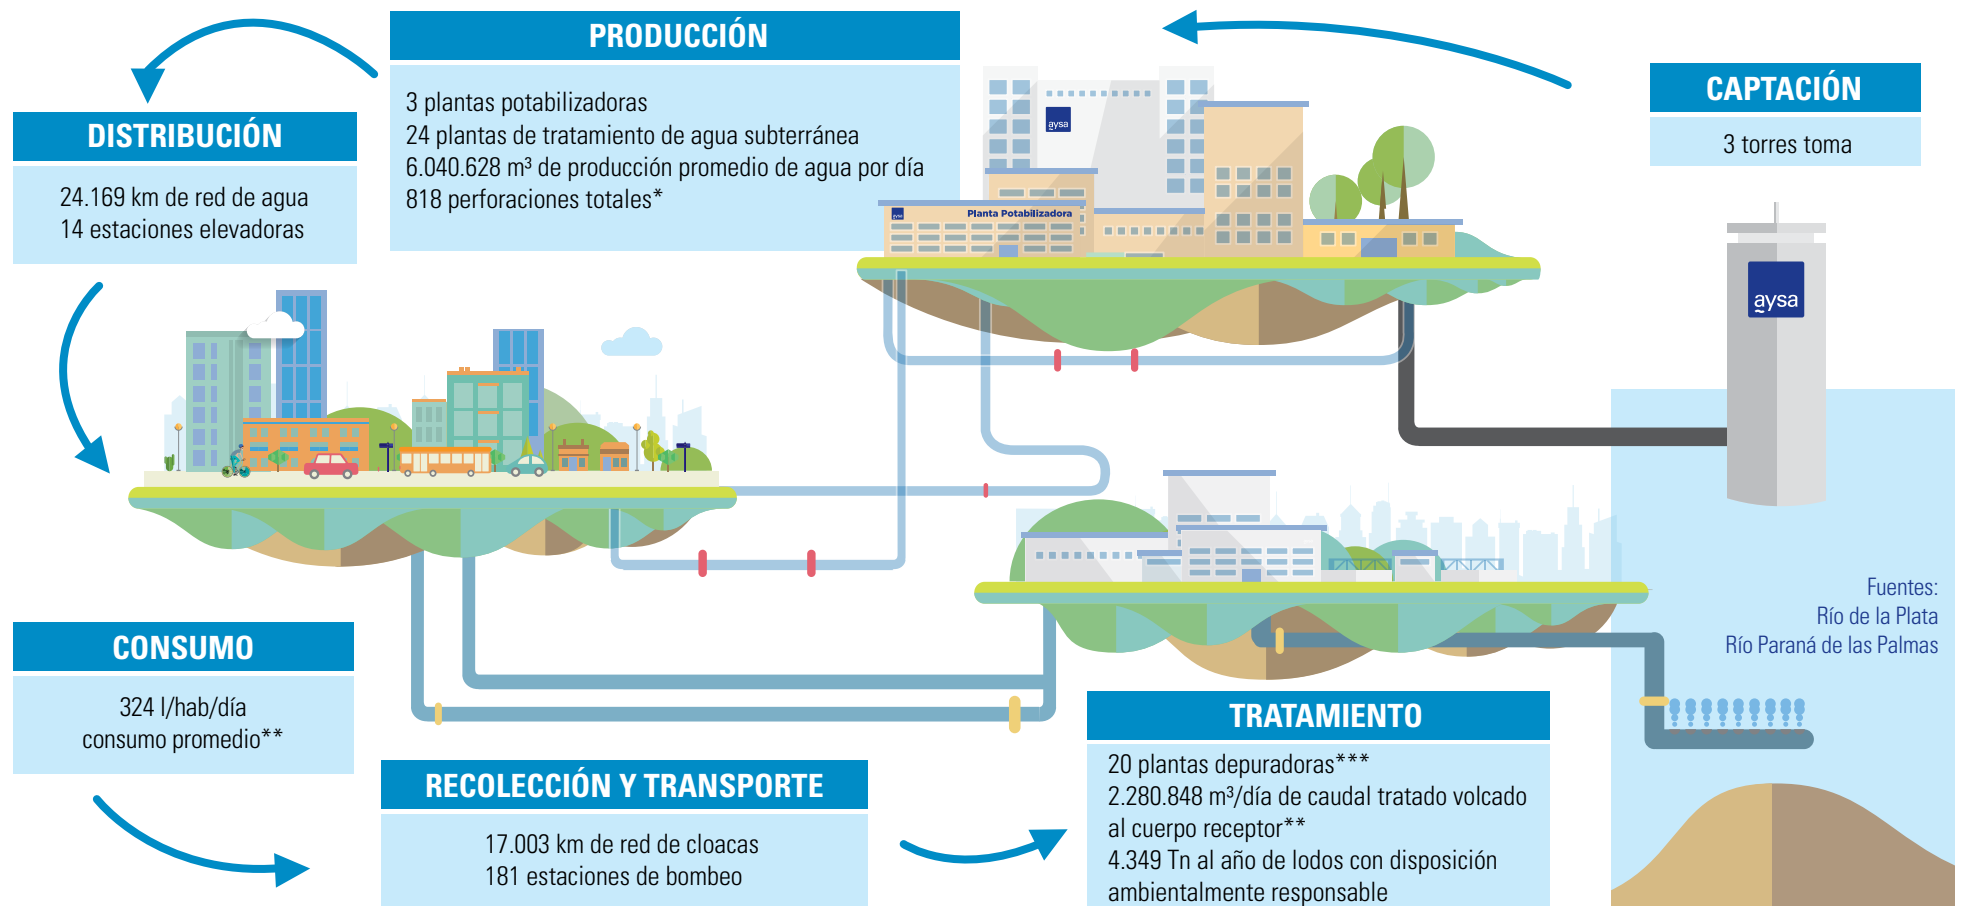 CAPTACIÓN
3 torres toma
PRODUCCIÓN
3 plantas potabilizadoras
24 plantas de tratamiento de agua subterránea
6.040.628 m³ de producción promedio de agua por día
818 perforaciones totales*
DISTRIBUCIÓN
24.169 km de red de agua
14 estaciones elevadoras
aysa
aysa
Planta Potabilizadora
aysa
CONSUMO
324 l/hab/día
consumo promedio**
RECOLECCIÓN Y TRANSPORTE
17.003 km de red de cloacas
181 estaciones de bombeo
TRATAMIENTO
20 plantas depuradoras***
2.280.848 m³/día de caudal tratado volcado
al cuerpo receptor**
4.349 Tn al año de lodos con disposición
ambientalmente responsable
Fuentes:
Río de la Plata
Río Paraná de las Palmas